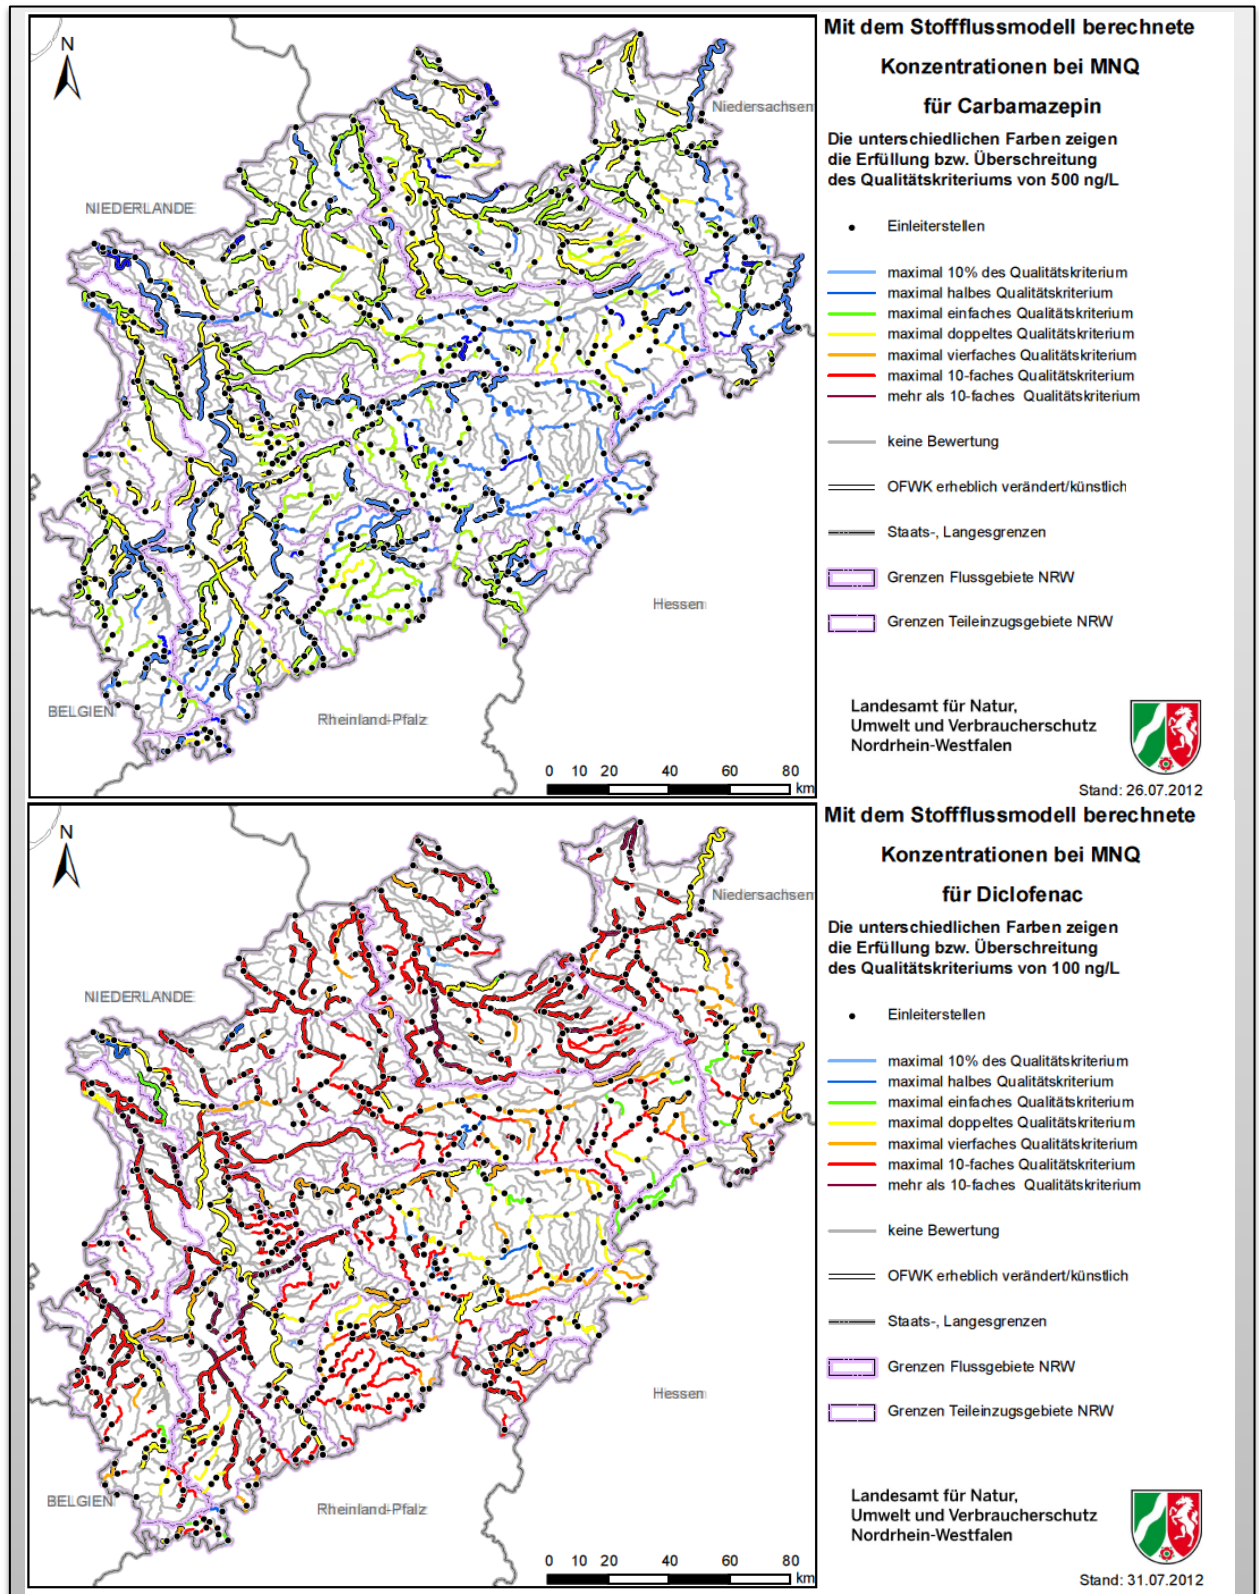 N
NIEDERLANDE
Niedersachsen
Hessen
BELGIEN
Rheinland-Pfalz
0 10 20 40 60 80
km
Mit dem Stoffflussmodell berechnete
Konzentrationen bei MNQ
für Carbamazepin
Die unterschiedlichen Farben zeigen
die Erfüllung bzw. Überschreitung
des Qualitätskriteriums von 500 ng/L
Einleiterstellen
maximal 10% des Qualitätskriterium
maximal halbes Qualitätskriterium
maximal einfaches Qualitätskriterium
maximal doppeltes Qualitätskriterium
maximal vierfaches Qualitätskriterium
maximal 10-faches Qualitätskriterium
mehr als 10-faches Qualitätskriterium
keine Bewertung
OFWK erheblich verändert/künstlich
Staats-, Langesgrenzen
Grenzen Flussgebiete NRW
Grenzen Teileinzugsgebiete NRW
Landesamt für Natur,
Umwelt und Verbraucherschutz
Nordrhein-Westfalen
Stand: 26.07.2012
N
NIEDERLANDE
Niedersachsen
Hessen
BELGIEN
Rheinland-Pfalz
0 10 20 40 60 80
km
Mit dem Stoffflussmodell berechnete
Konzentrationen bei MNQ
für Diclofenac
Die unterschiedlichen Farben zeigen
die Erfüllung bzw. Überschreitung
des Qualitätskriteriums von 100 ng/L
Einleiterstellen
maximal 10% des Qualitätskriterium
maximal halbes Qualitätskriterium
maximal einfaches Qualitätskriterium
maximal doppeltes Qualitätskriterium
maximal vierfaches Qualitätskriterium
maximal 10-faches Qualitätskriterium
mehr als 10-faches Qualitätskriterium
keine Bewertung
OFWK erheblich verändert/künstlich
Staats-, Langesgrenzen
Grenzen Flussgebiete NRW
Grenzen Teileinzugsgebiete NRW
Landesamt für Natur,
Umwelt und Verbraucherschutz
Nordrhein-Westfalen
Stand: 31.07.2012